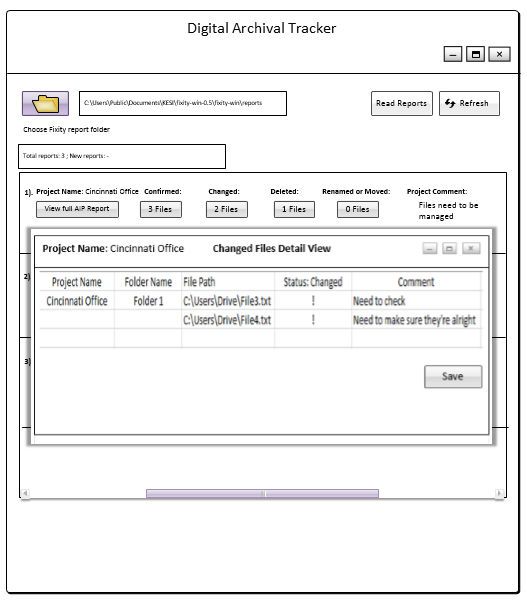 Digital Archival Tracker
C:\Users\Public\Documents\KESI\fixity-win-0.5\fixity-win\reports
Read Reports
Refresh
Choose Fixity report folder
Total reports: 3 ; New reports: -
1). Project Name: Cincinnati Office Confirmed: Changed: Deleted: Renamed or Moved: Project Comment:
View full AIP Report 3 Files 2 Files 1 Files 0 Files Files need to be
managed
Project Name: Cincinnati Office Changed Files Detail View
2)
Project Name Folder Name File Path Status: Changed Comment
Cincinnati Office Folder 1 C:\Users\Drive\File3.txt ! Need to check
C:\Users\Drive\File4.txt ! Need to make sure they're alright
3)
Save